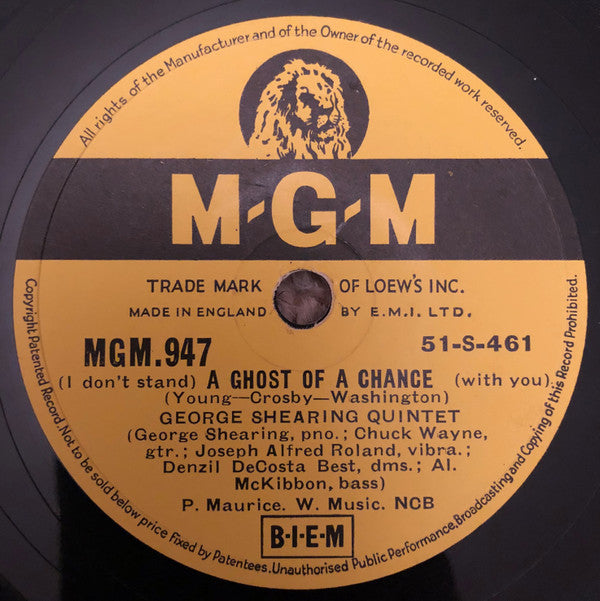 All rights of the Manufacturer and of the Owner of the recorded work reserved.
M-G-M
TRADE MARK OF LOEW'S INC.
MADE IN ENGLAND BY E.M.I. LTD.
MGM.947 51-S-461
(I don't stand) A GHOST OF A CHANCE (with you)
(Young--Crosby--Washington)
GEORGE SHEARING QUINTET
(George Shearing, pno.; Chuck Wayne,
gtr.; Joseph Alfred Roland, vibra.;
Denzil DeCosta Best, dms.; Al.
McKibbon, bass)
P. Maurice. W. Music. NCB
B-I-E-M
Copyright Patented Record. Not to be sold below price Fixed by Patentees. Unauthorised Public Performance, Broadcasting and Copying of this Record Prohibited.